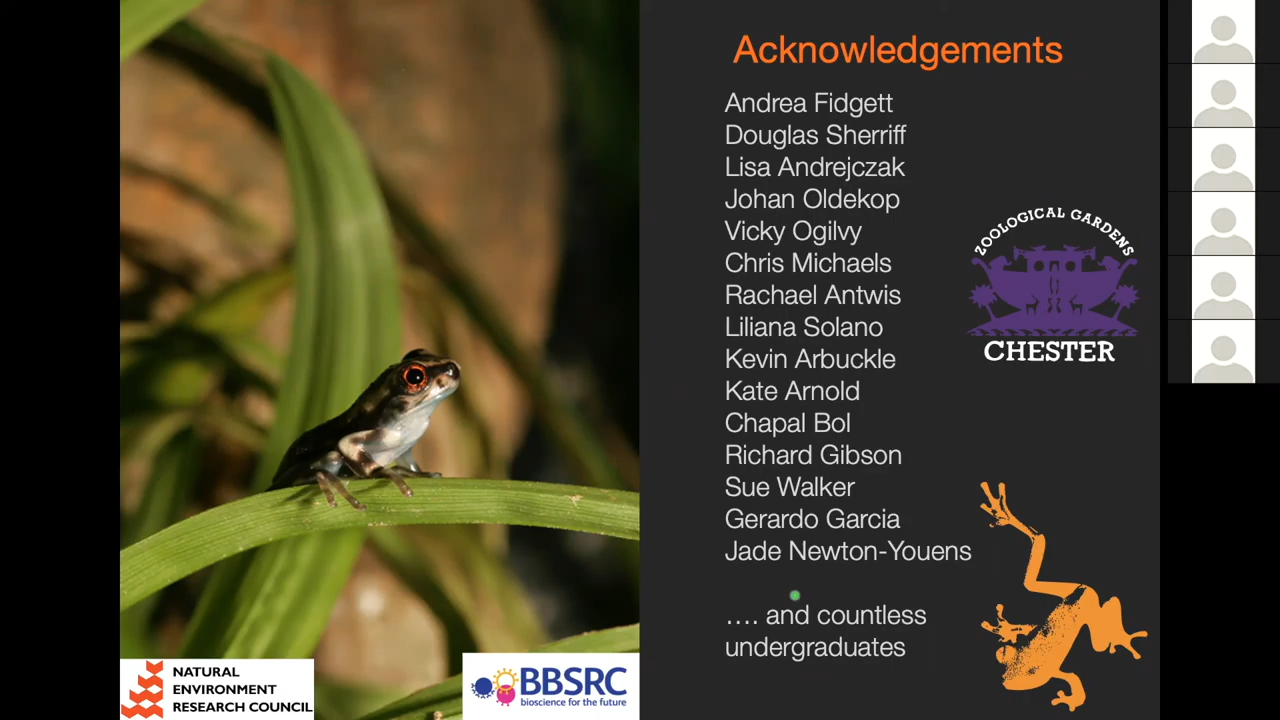 Acknowledgements
Andrea Fidgett
Douglas Sherriff
Lisa Andrejczak
Johan Oldekop
Vicky Ogilvy
Chris Michaels
Rachael Antwis
Liliana Solano
Kevin Arbuckle
Kate Arnold
Chapal Bol
Richard Gibson
Sue Walker
Gerardo Garcia
Jade Newton-Youens
…. and countless
undergraduates
ZOOLOGICAL GARDENS
CHESTER
NATURAL
ENVIRONMENT
RESEARCH COUNCIL
BBSRC
bioscience for the future